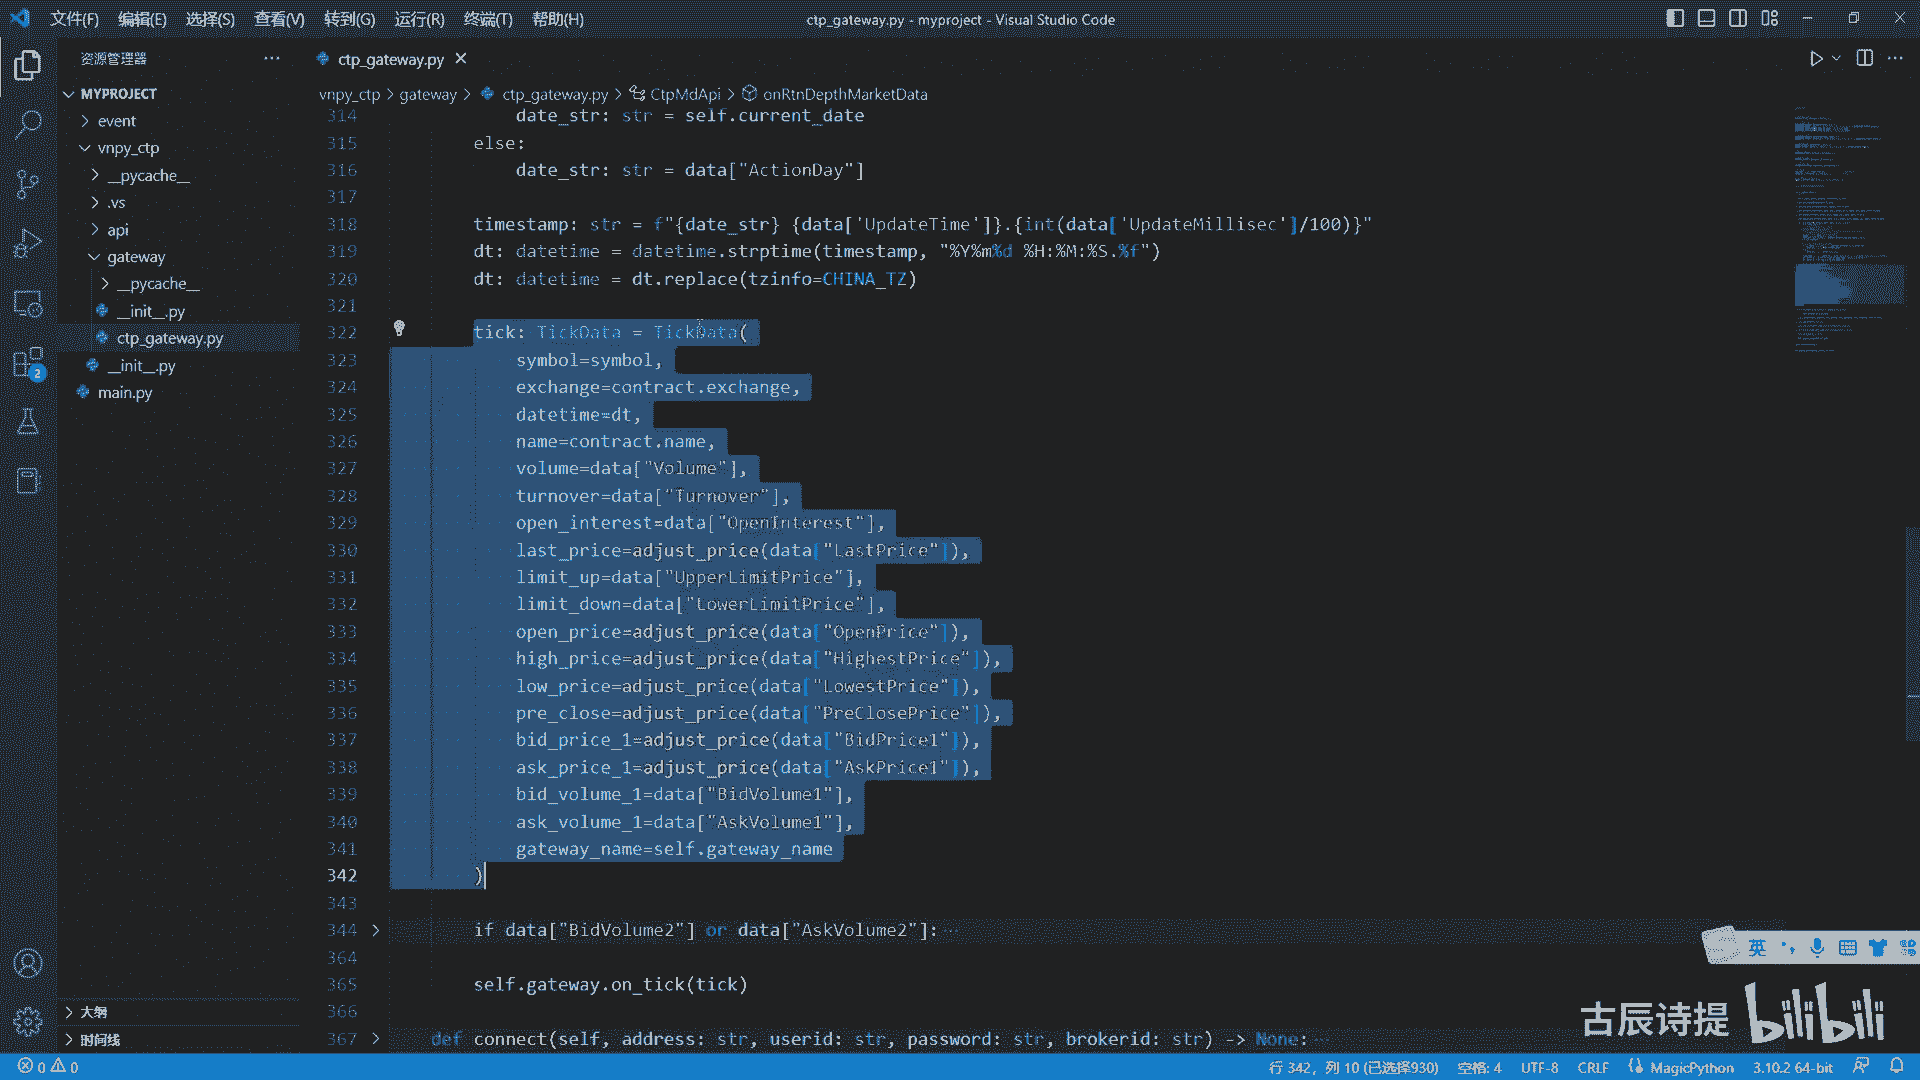 文件(F) 编辑(E) 选择(S) 查看(V) 转到(G) 运行(R) 终端(T) 帮助(H) ctp_gateway.py - myproject - Visual Studio Code
资源管理器
MYPROJECT
event
vnpy_ctp
__pycache__
.vs
api
gateway
__pycache__
__init__.py
ctp_gateway.py
__init__.py
main.py
2
大纲
时间线
ctp_gateway.py
vnpy_ctp > gateway > ctp_gateway.py > CtpMdApi > onRtnDepthMarketData
314 date_str: str = self.current_date
315 else:
316 date_str: str = data["ActionDay"]
317
318 timestamp: str = f"{date_str} {data['UpdateTime']}.{int(data['UpdateMillisec']/100)}"
319 dt: datetime = datetime.strptime(timestamp, "%Y%m%d %H:%M:%S.%f")
320 dt: datetime = dt.replace(tzinfo=CHINA_TZ)
321
322 tick: TickData = TickData(
323 symbol=symbol,
324 exchange=contract.exchange,
325 datetime=dt,
326 name=contract.name,
327 volume=data["Volume"],
328 turnover=data["Turnover"],
329 open_interest=data["OpenInterest"],
330 last_price=adjust_price(data["LastPrice"]),
331 limit_up=data["UpperLimitPrice"],
332 limit_down=data["LowerLimitPrice"],
333 open_price=adjust_price(data["OpenPrice"]),
334 high_price=adjust_price(data["HighestPrice"]),
335 low_price=adjust_price(data["LowestPrice"]),
336 pre_close=adjust_price(data["PreClosePrice"]),
337 bid_price_1=adjust_price(data["BidPrice1"]),
338 ask_price_1=adjust_price(data["AskPrice1"]),
339 bid_volume_1=data["BidVolume1"],
340 ask_volume_1=data["AskVolume1"],
341 gateway_name=self.gateway_name
342 )
343
344 if data["BidVolume2"] or data["AskVolume2"]:…
364
365 self.gateway.on_tick(tick)
366
367 def connect(self, address: str, userid: str, password: str, brokerid: str) -> None:…
英
古辰诗提 bilibili
0 0 行 342, 列 10 (已选择930) 空格: 4 UTF-8 CRLF MagicPython 3.10.2 64-bit